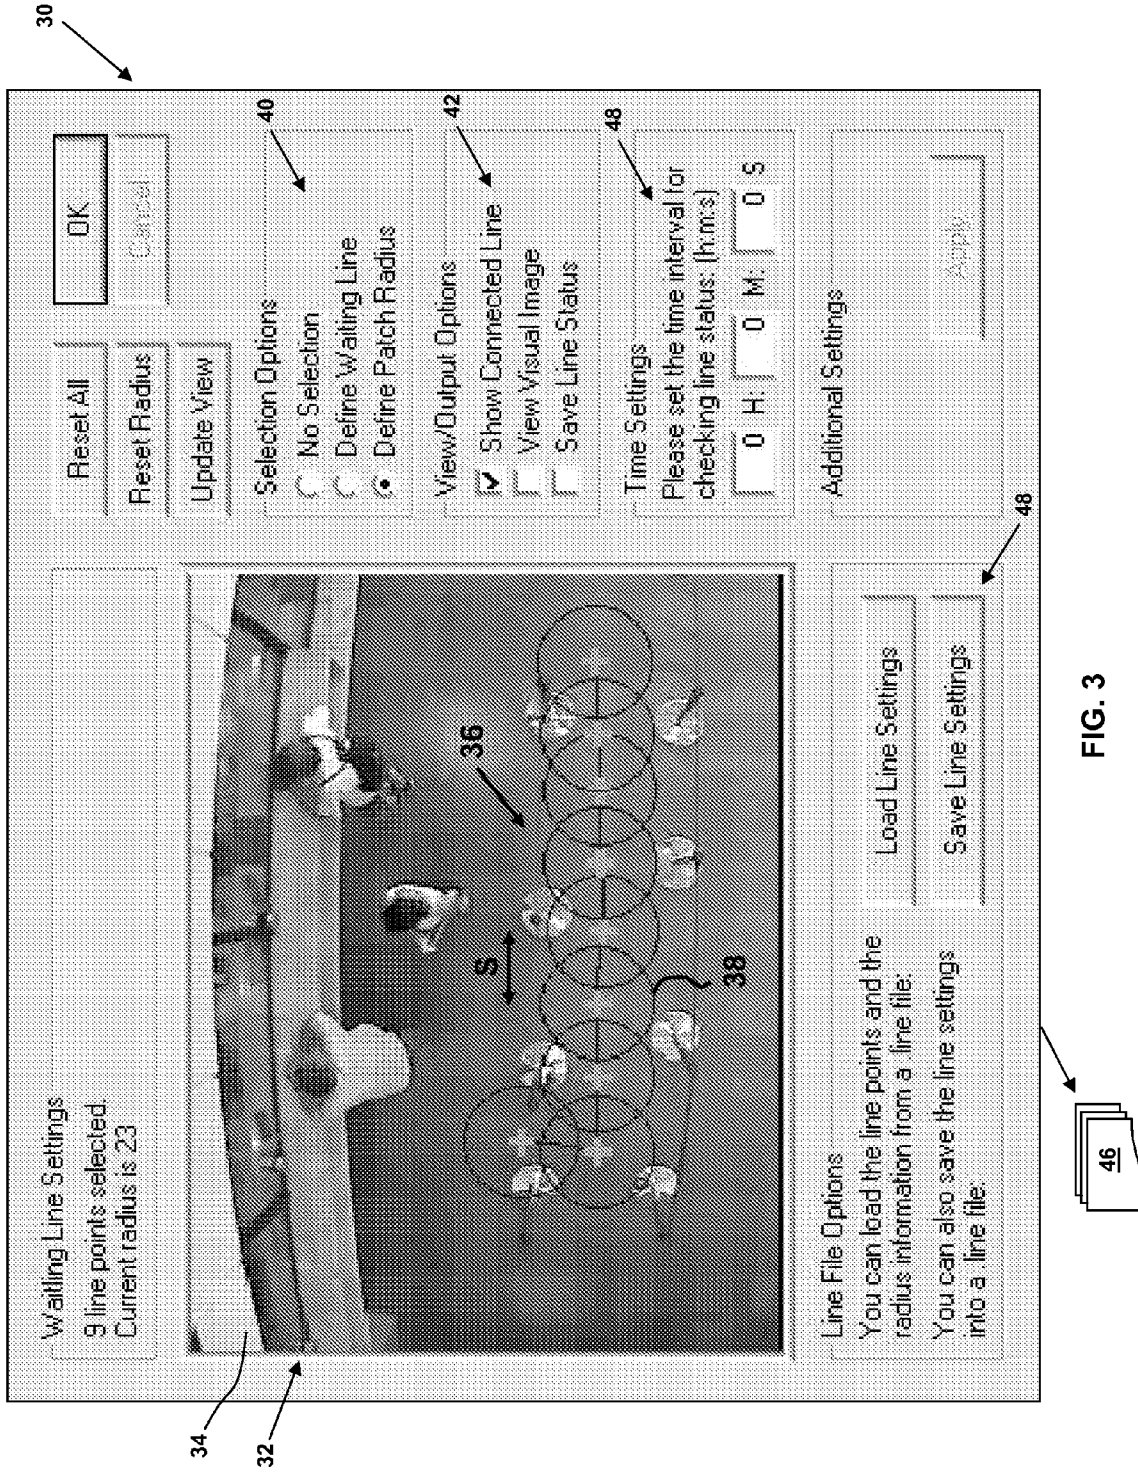 30
Waitling Line Settings
9 line points selected.
Current radius is 23
Reset All
Reset Radius
Update View
OK
Cancel
34
32
36
S
38
Selection Options
40
No Selection
Define Waiting Line
Define Patch Radius
View/Output Options
42
Show Connected Line
View Visual Image
Save Line Status
Time Settings
48
Please set the time interval for
checking line status: (h:m:s)
0 H: 0 M: 0 S
Additional Settings
Apply
Line File Options
You can load the line points and the
radius information from a .line file:
You can also save the line settings
into a .line file:
Load Line Settings
Save Line Settings
48
46
FIG. 3